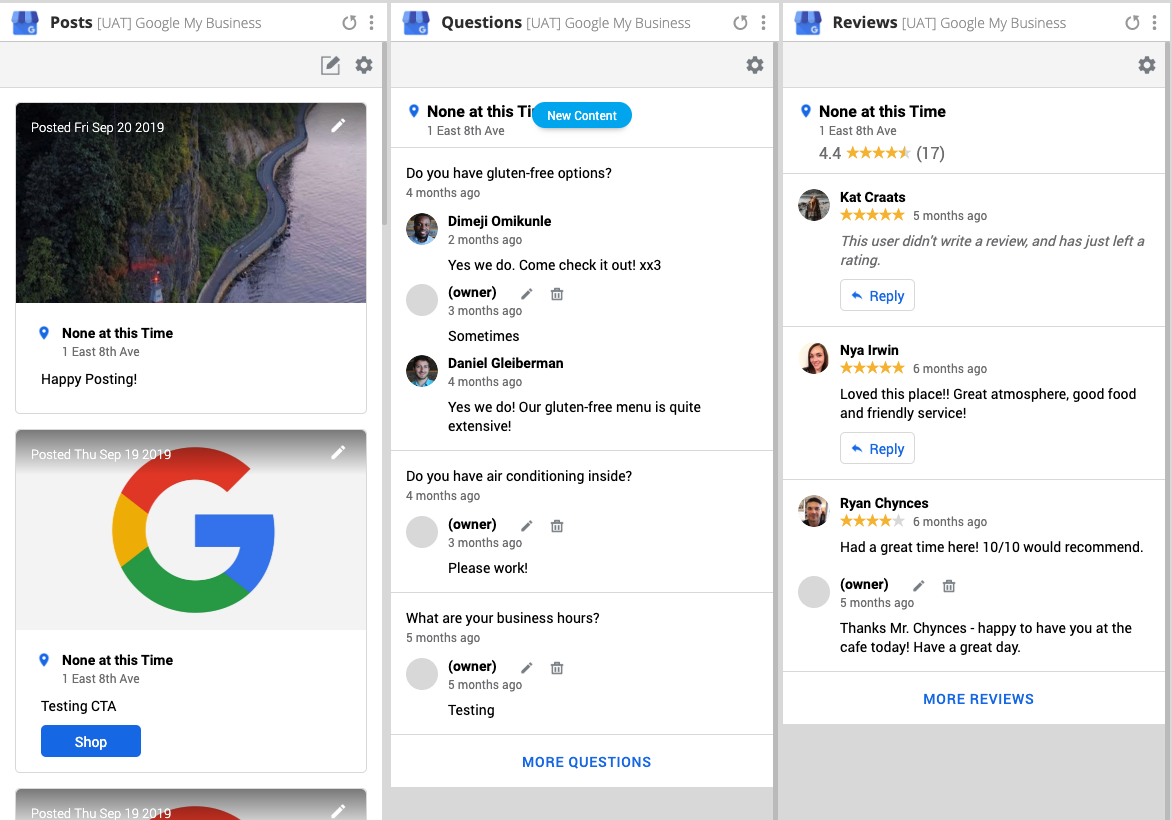 Posts [UAT] Google My Business
Posted Fri Sep 20 2019
None at this Time
1 East 8th Ave
Happy Posting!
Posted Thu Sep 19 2019
None at this Time
1 East 8th Ave
Testing CTA
Shop
Posted Thu Sep 19 2019
Questions [UAT] Google My Business
None at this Ti
New Content
1 East 8th Ave
Do you have gluten-free options?
4 months ago
Dimeji Omikunle
2 months ago
Yes we do. Come check it out! xx3
(owner)
3 months ago
Sometimes
Daniel Gleiberman
4 months ago
Yes we do! Our gluten-free menu is quite
extensive!
Do you have air conditioning inside?
4 months ago
(owner)
3 months ago
Please work!
What are your business hours?
5 months ago
(owner)
5 months ago
Testing
MORE QUESTIONS
Reviews [UAT] Google My Business
None at this Time
1 East 8th Ave
4.4 (17)
Kat Craats
5 months ago
This user didn't write a review, and has just left a
rating.
Reply
Nya Irwin
6 months ago
Loved this place!! Great atmosphere, good food
and friendly service!
Reply
Ryan Chynces
6 months ago
Had a great time here! 10/10 would recommend.
(owner)
5 months ago
Thanks Mr. Chynces - happy to have you at the
cafe today! Have a great day.
MORE REVIEWS